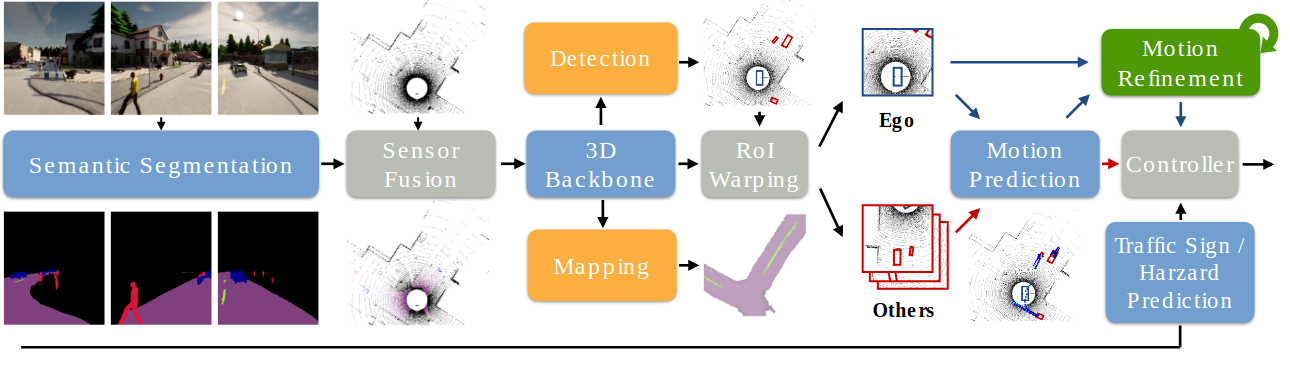 Semantic Segmentation
Sensor
Fusion
Detection
3D
Backbone
Mapping
RoI
Warping
Ego
Others
Motion
Prediction
Motion
Refinement
Controller
Traffic Sign /
Harzard
Prediction